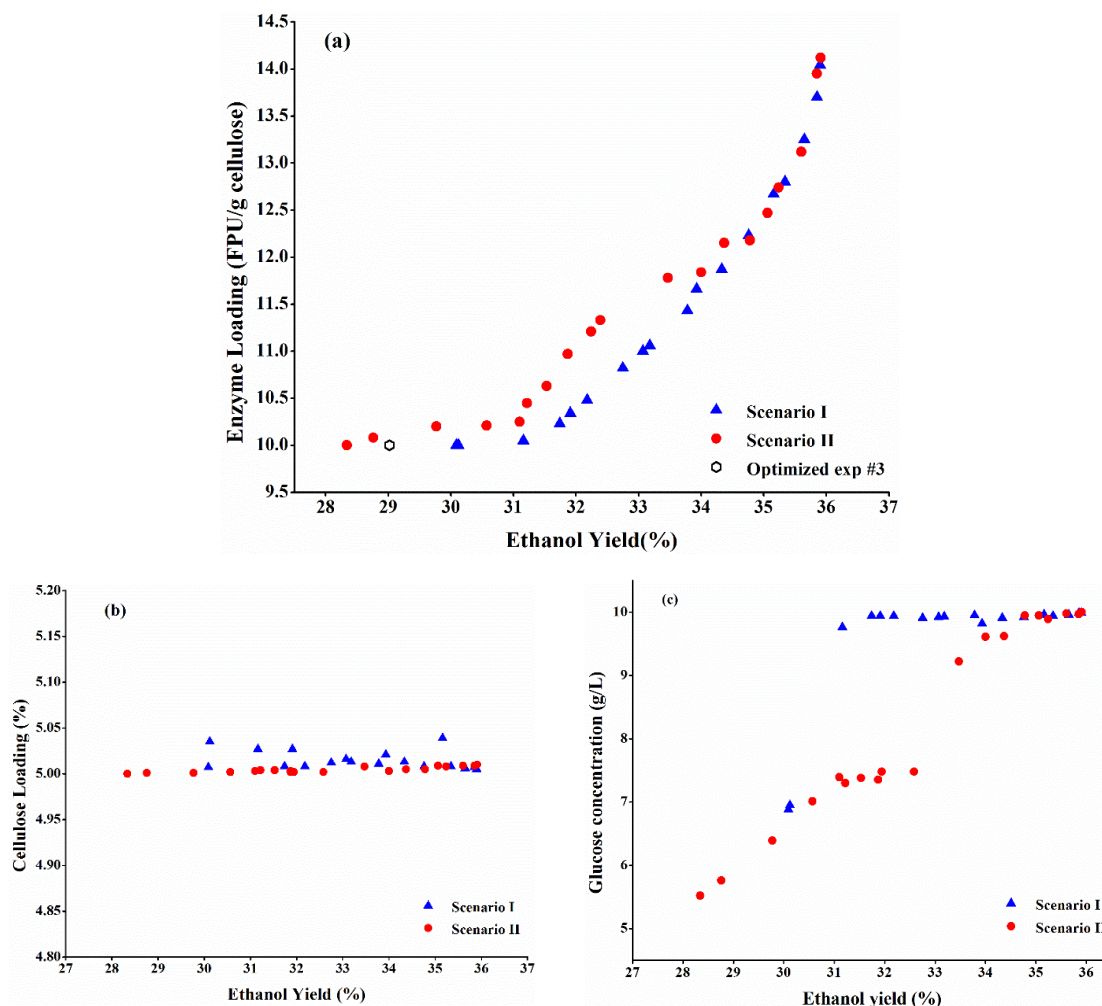 (a)
Enzyme Loading (FPU/g cellulose)
14.5
14.0
13.5
13.0
12.5
12.0
11.5
11.0
10.5
10.0
9.5
Scenario I
Scenario II
Optimized exp #3
28 29 30 31 32 33 34 35 36 37
Ethanol Yield(%)
(b)
Cellulose Loading (%)
5.20
5.15
5.10
5.05
5.00
4.95
4.90
4.85
4.80
Scenario I
Scenario II
27 28 29 30 31 32 33 34 35 36 37
Ethanol Yield (%)
(c)
Glucose concentration (g/L)
10
9
8
7
6
5
Scenario I
Scenario II
27 28 29 30 31 32 33 34 35 36
Ethanol yield (%)